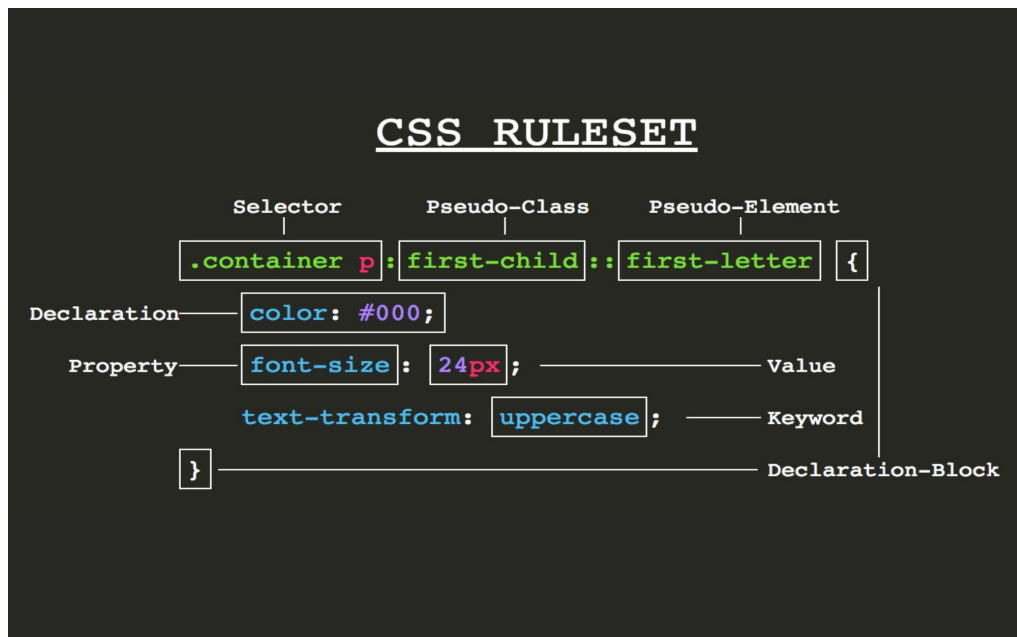 CSS RULESET
Selector Pseudo-Class Pseudo-Element
.container p:first-child::first-letter {
Declaration color: #000;
Property font-size: 24px; Value
text-transform: uppercase; Keyword
} Declaration-Block